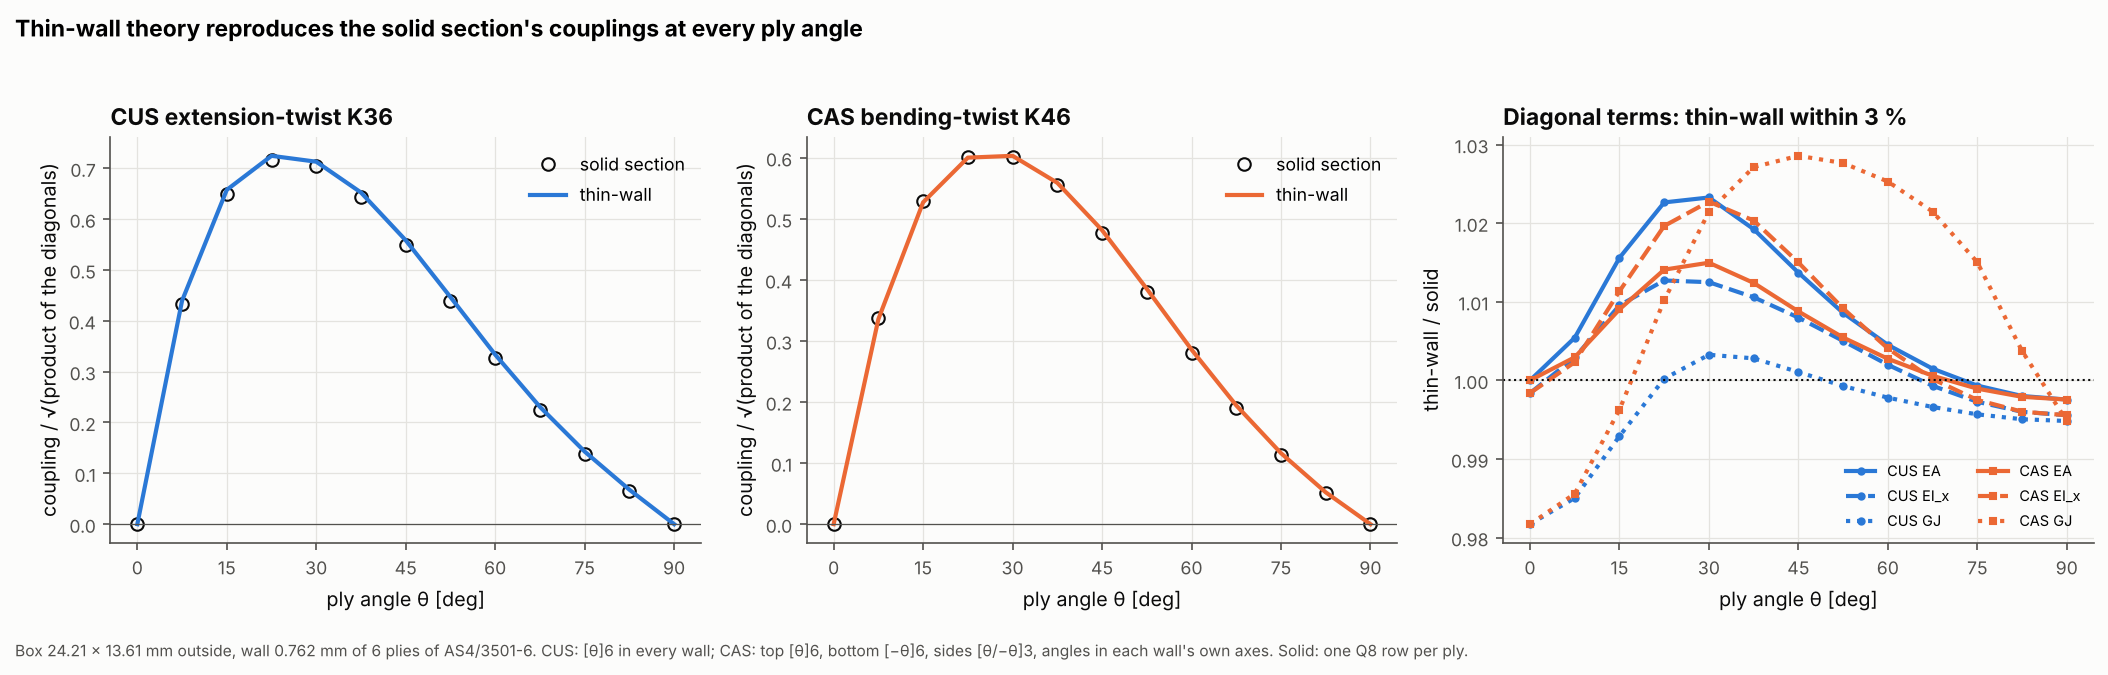 Thin-wall theory reproduces the solid section's couplings at every ply angle
CUS extension-twist K36
coupling / √(product of the diagonals)
0.7
0.6
0.5
0.4
0.3
0.2
0.1
0.0
solid section
thin-wall
0 15 30 45 60 75 90
ply angle θ [deg]
CAS bending-twist K46
coupling / √(product of the diagonals)
0.6
0.5
0.4
0.3
0.2
0.1
0.0
solid section
thin-wall
0 15 30 45 60 75 90
ply angle θ [deg]
Diagonal terms: thin-wall within 3 %
thin-wall / solid
1.03
1.02
1.01
1.00
0.99
0.98
CUS EA
CUS EI_x
CUS GJ
CAS EA
CAS EI_x
CAS GJ
0 15 30 45 60 75 90
ply angle θ [deg]
Box 24.21 × 13.61 mm outside, wall 0.762 mm of 6 plies of AS4/3501-6. CUS: [θ]6 in every wall; CAS: top [θ]6, bottom [−θ]6, sides [θ/−θ]3, angles in each wall's own axes. Solid: one Q8 row per ply.